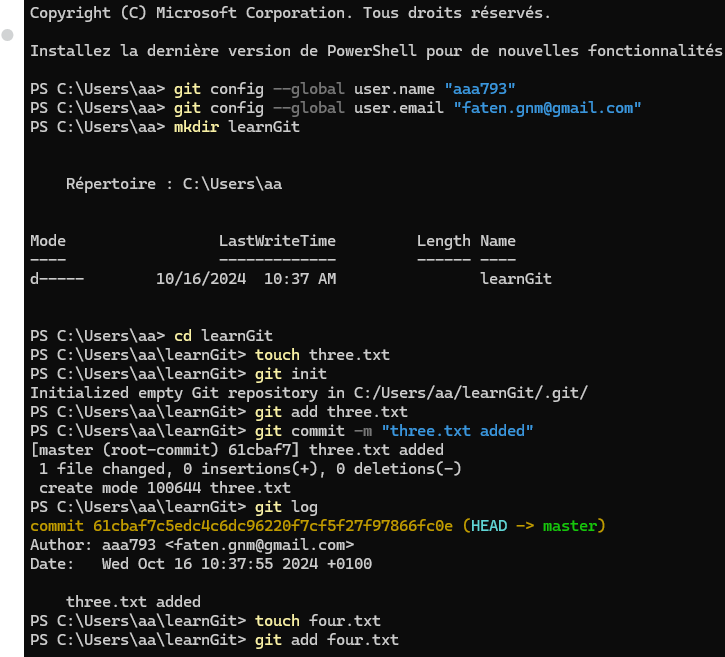 Copyright (C) Microsoft Corporation. Tous droits réservés.
Installez la dernière version de PowerShell pour de nouvelles fonctionnalités
PS C:\Users\aa> git config --global user.name "aaa793"
PS C:\Users\aa> git config --global user.email "faten.gnm@gmail.com"
PS C:\Users\aa> mkdir learnGit
Répertoire : C:\Users\aa
Mode                 LastWriteTime         Length Name
----                 -------------         ------ ----
d-----        10/16/2024  10:37 AM                learnGit
PS C:\Users\aa> cd learnGit
PS C:\Users\aa\learnGit> touch three.txt
PS C:\Users\aa\learnGit> git init
Initialized empty Git repository in C:/Users/aa/learnGit/.git/
PS C:\Users\aa\learnGit> git add three.txt
PS C:\Users\aa\learnGit> git commit -m "three.txt added"
[master (root-commit) 61cbaf7] three.txt added
 1 file changed, 0 insertions(+), 0 deletions(-)
 create mode 100644 three.txt
PS C:\Users\aa\learnGit> git log
commit 61cbaf7c5edc4c6dc96220f7cf5f27f97866fc0e (HEAD -> master)
Author: aaa793 <faten.gnm@gmail.com>
Date:   Wed Oct 16 10:37:55 2024 +0100
    three.txt added
PS C:\Users\aa\learnGit> touch four.txt
PS C:\Users\aa\learnGit> git add four.txt